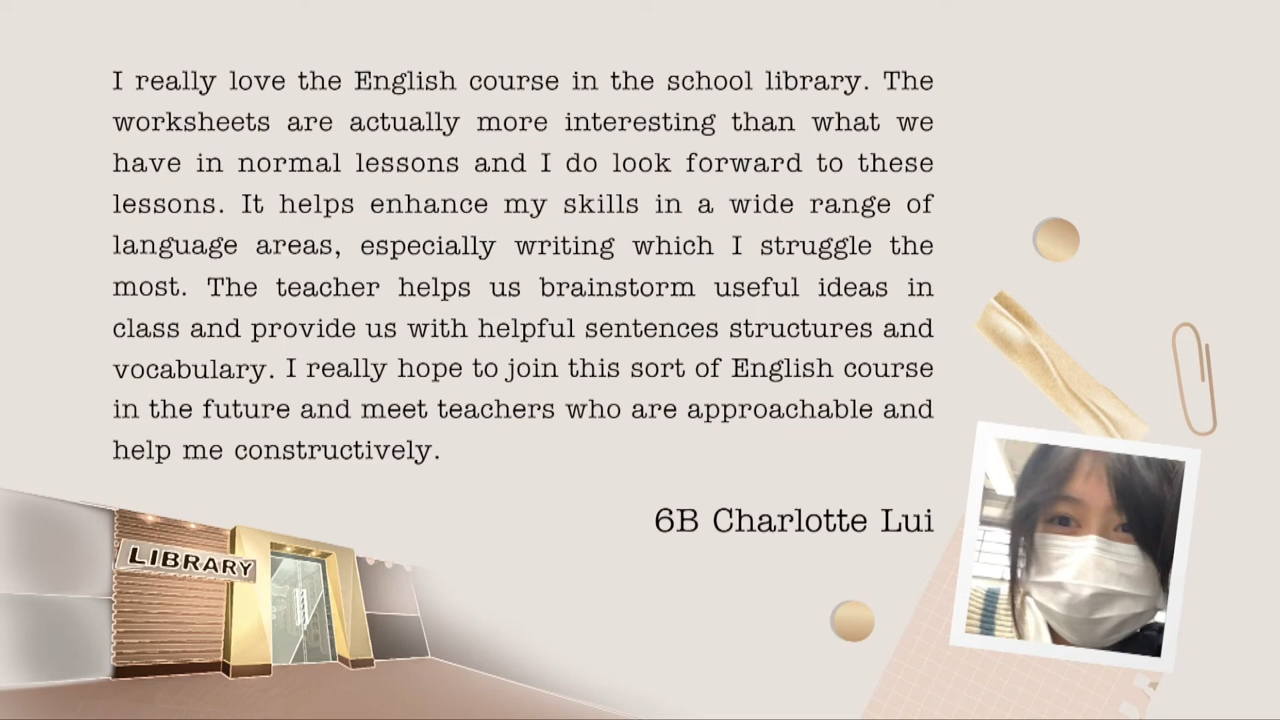 I really love the English course in the school library. The
worksheets are actually more interesting than what we
have in normal lessons and I do look forward to these
lessons. It helps enhance my skills in a wide range of
language areas, especially writing which I struggle the
most. The teacher helps us brainstorm useful ideas in
class and provide us with helpful sentences structures and
vocabulary. I really hope to join this sort of English course
in the future and meet teachers who are approachable and
help me constructively.
6B Charlotte Lui
LIBRARY